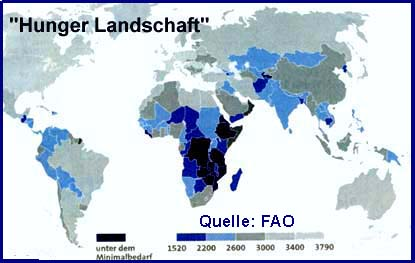 "Hunger Landschaft"
Quelle: FAO
unter dem 1520 2200 2600 3000 3400 3790
Minimalbedarf